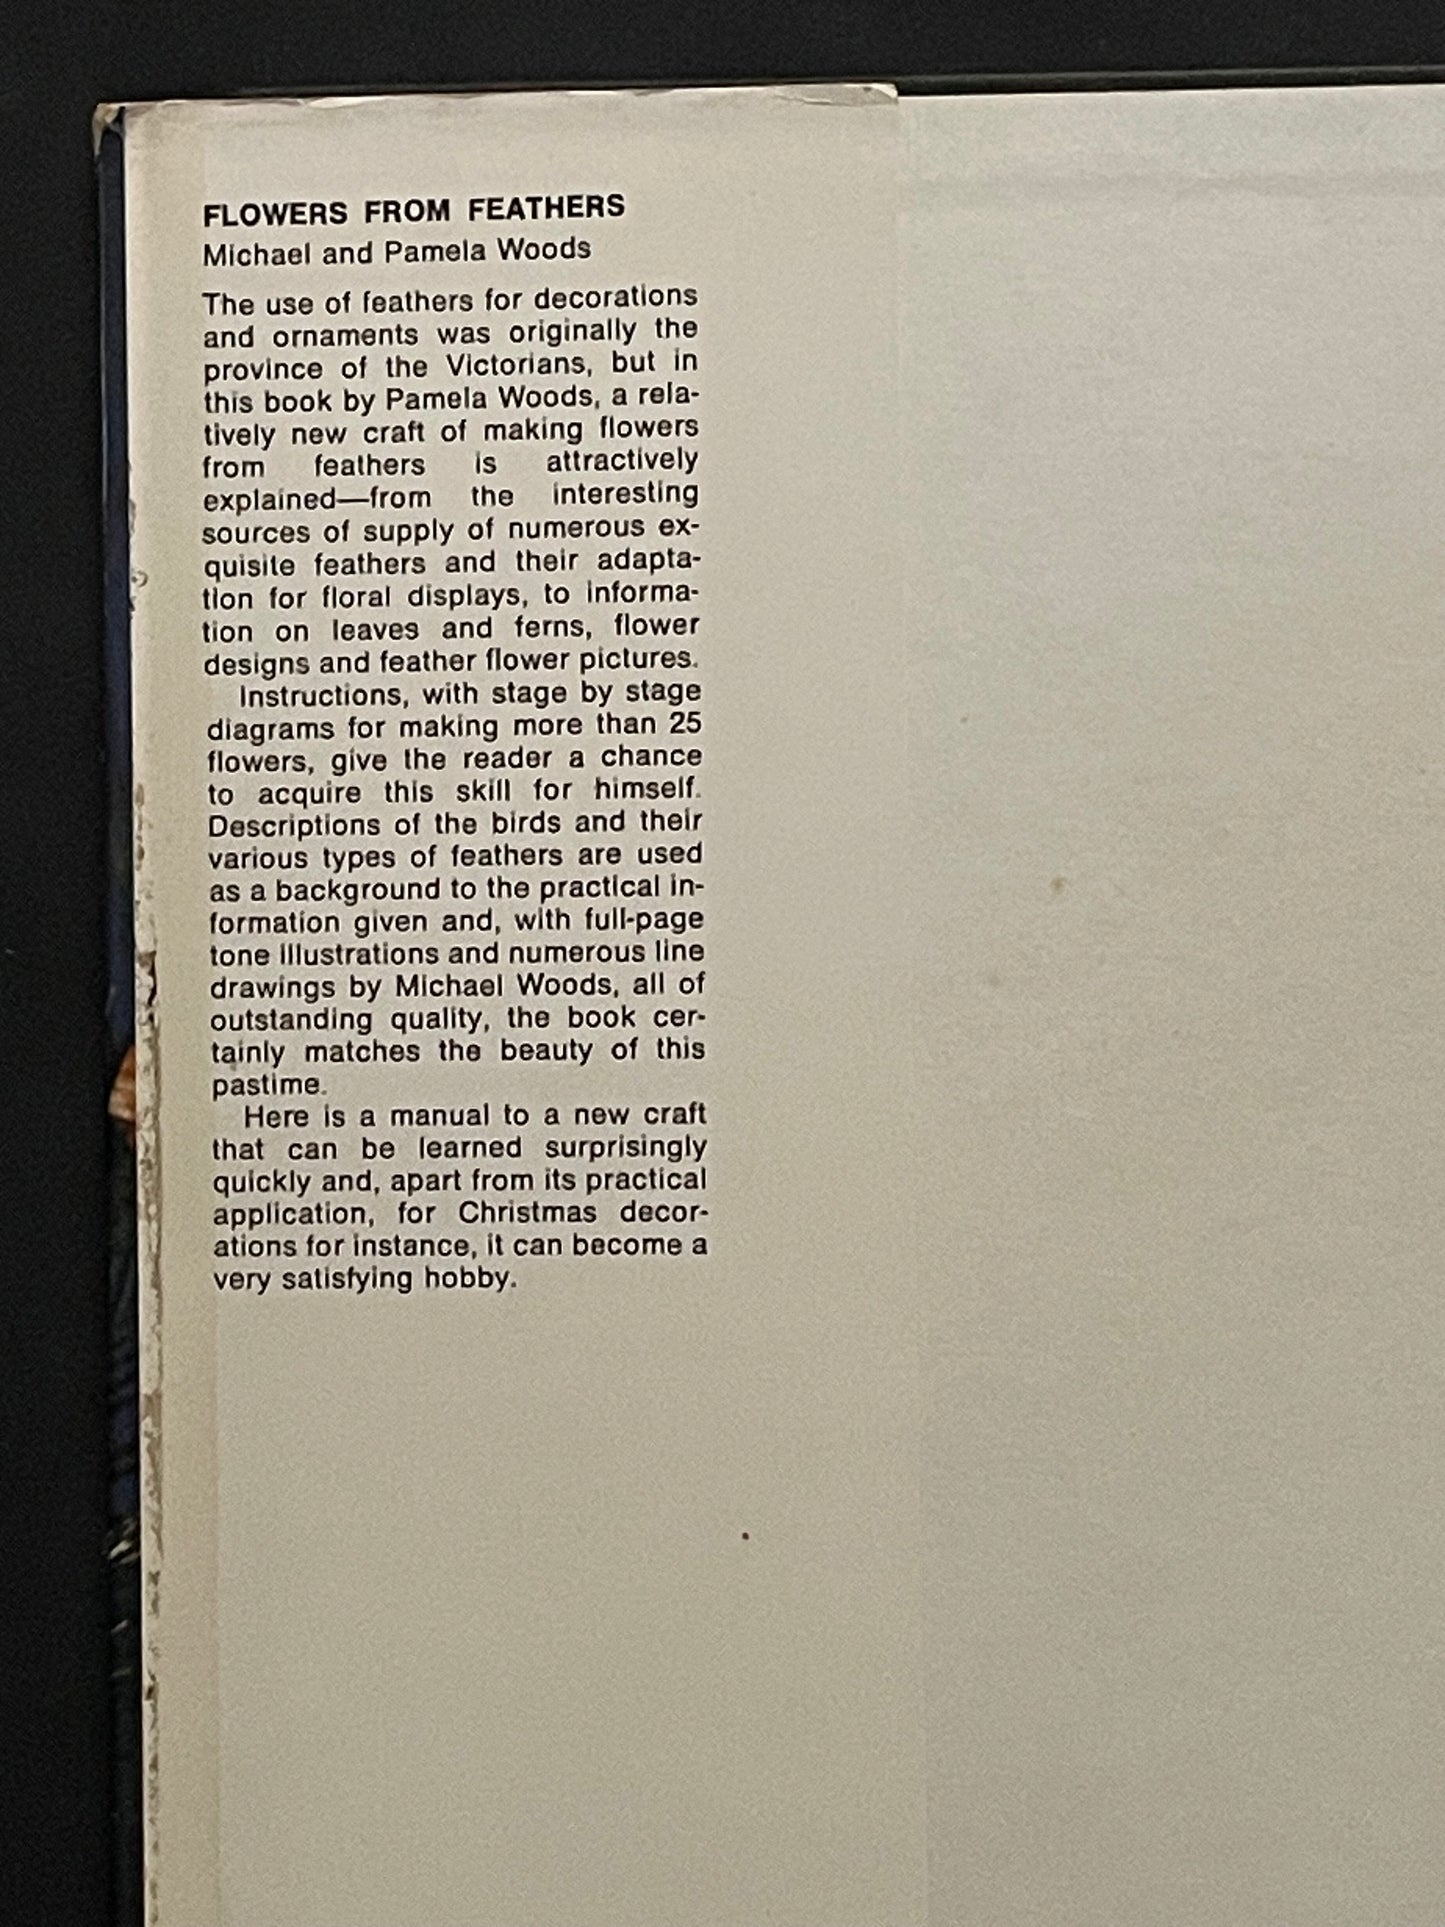 FLOWERS FROM FEATHERS
Michael and Pamela Woods
The use of feathers for decorations
and ornaments was originally the
province of the Victorians, but in
this book by Pamela Woods, a rela-
tively new craft of making flowers
from feathers is attractively
explained—from the interesting
sources of supply of numerous ex-
quisite feathers and their adapta-
tion for floral displays, to informa-
tion on leaves and ferns, flower
designs and feather flower pictures.
Instructions, with stage by stage
diagrams for making more than 25
flowers, give the reader a chance
to acquire this skill for himself.
Descriptions of the birds and their
various types of feathers are used
as a background to the practical in-
formation given and, with full-page
tone illustrations and numerous line
drawings by Michael Woods, all of
outstanding quality, the book cer-
tainly matches the beauty of this
pastime.
Here is a manual to a new craft
that can be learned surprisingly
quickly and, apart from its practical
application, for Christmas decor-
ations for instance, it can become a
very satisfying hobby.